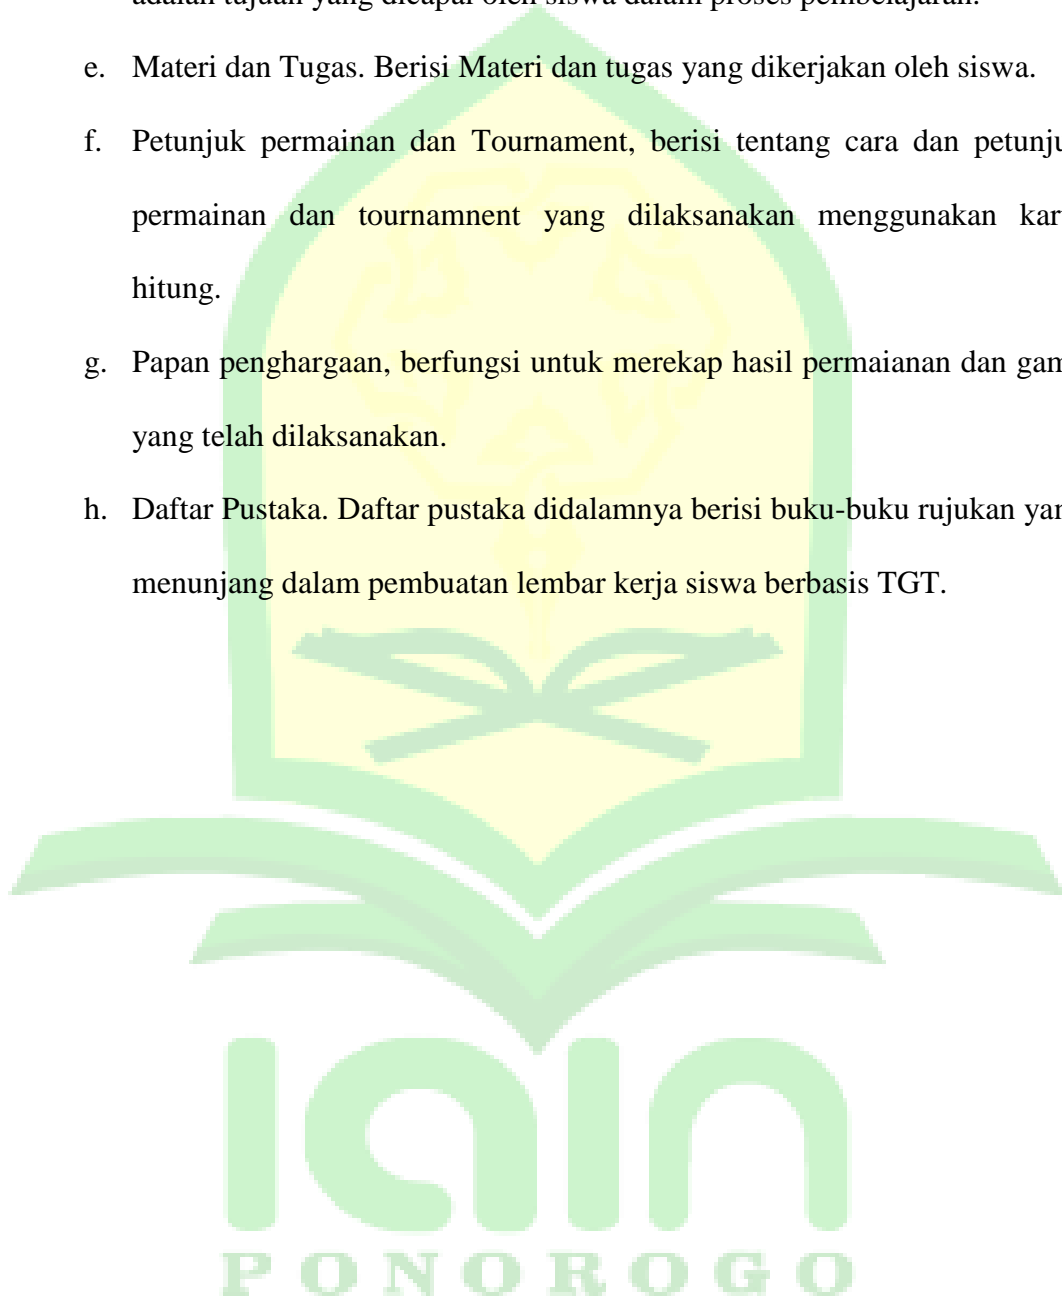 adalah tujuan yang dicapai oleh siswa dalam proses pembelajaran.
e. Materi dan Tugas. Berisi Materi dan tugas yang dikerjakan oleh siswa.
f. Petunjuk permainan dan Tournament, berisi tentang cara dan petunju
permainan dan tournamnent yang dilaksanakan menggunakan kar
hitung.
g. Papan penghargaan, berfungsi untuk merekap hasil permaianan dan gam
yang telah dilaksanakan.
h. Daftar Pustaka. Daftar pustaka didalamnya berisi buku-buku rujukan yan
menunjang dalam pembuatan lembar kerja siswa berbasis TGT.
IAIN
PONOROGO